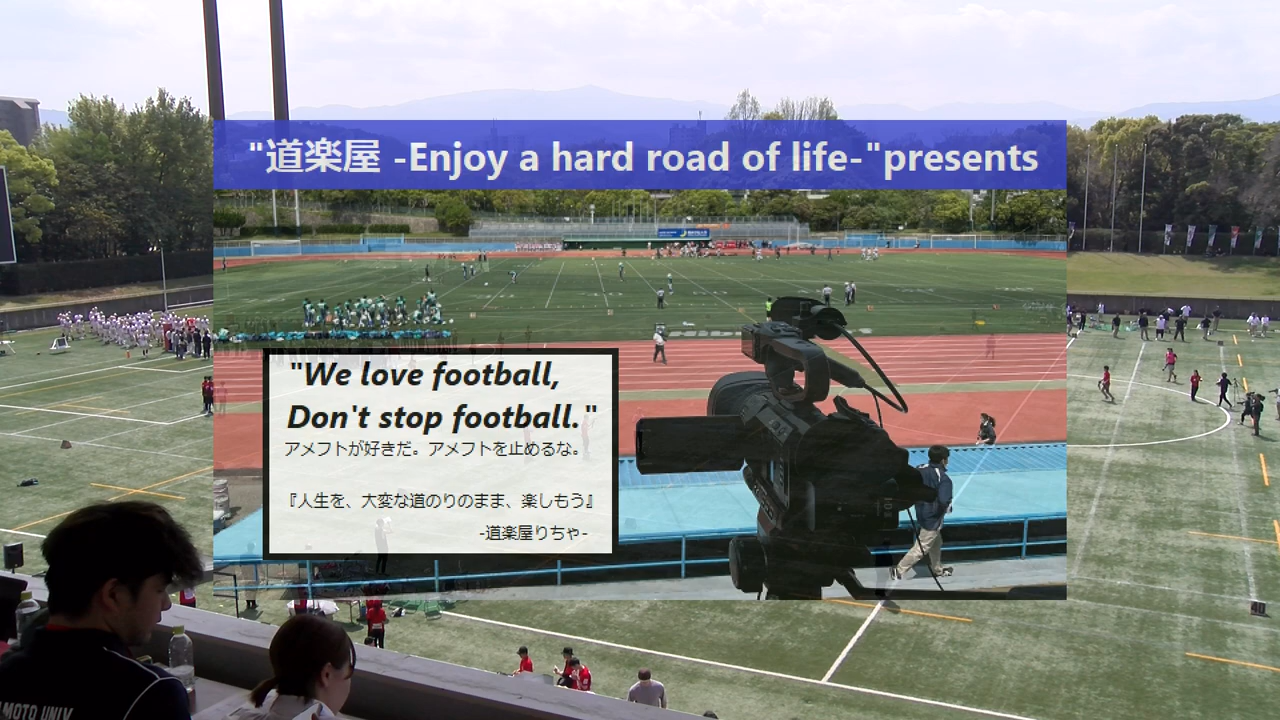 "道楽屋 -Enjoy a hard road of life-"presents
"We love football,
Don't stop football."
アメフトが好きだ。アメフトを止めるな。
『人生を、大変な道のりのまま、楽しもう』
-道楽屋りちゃ-
AMOTO UNIV